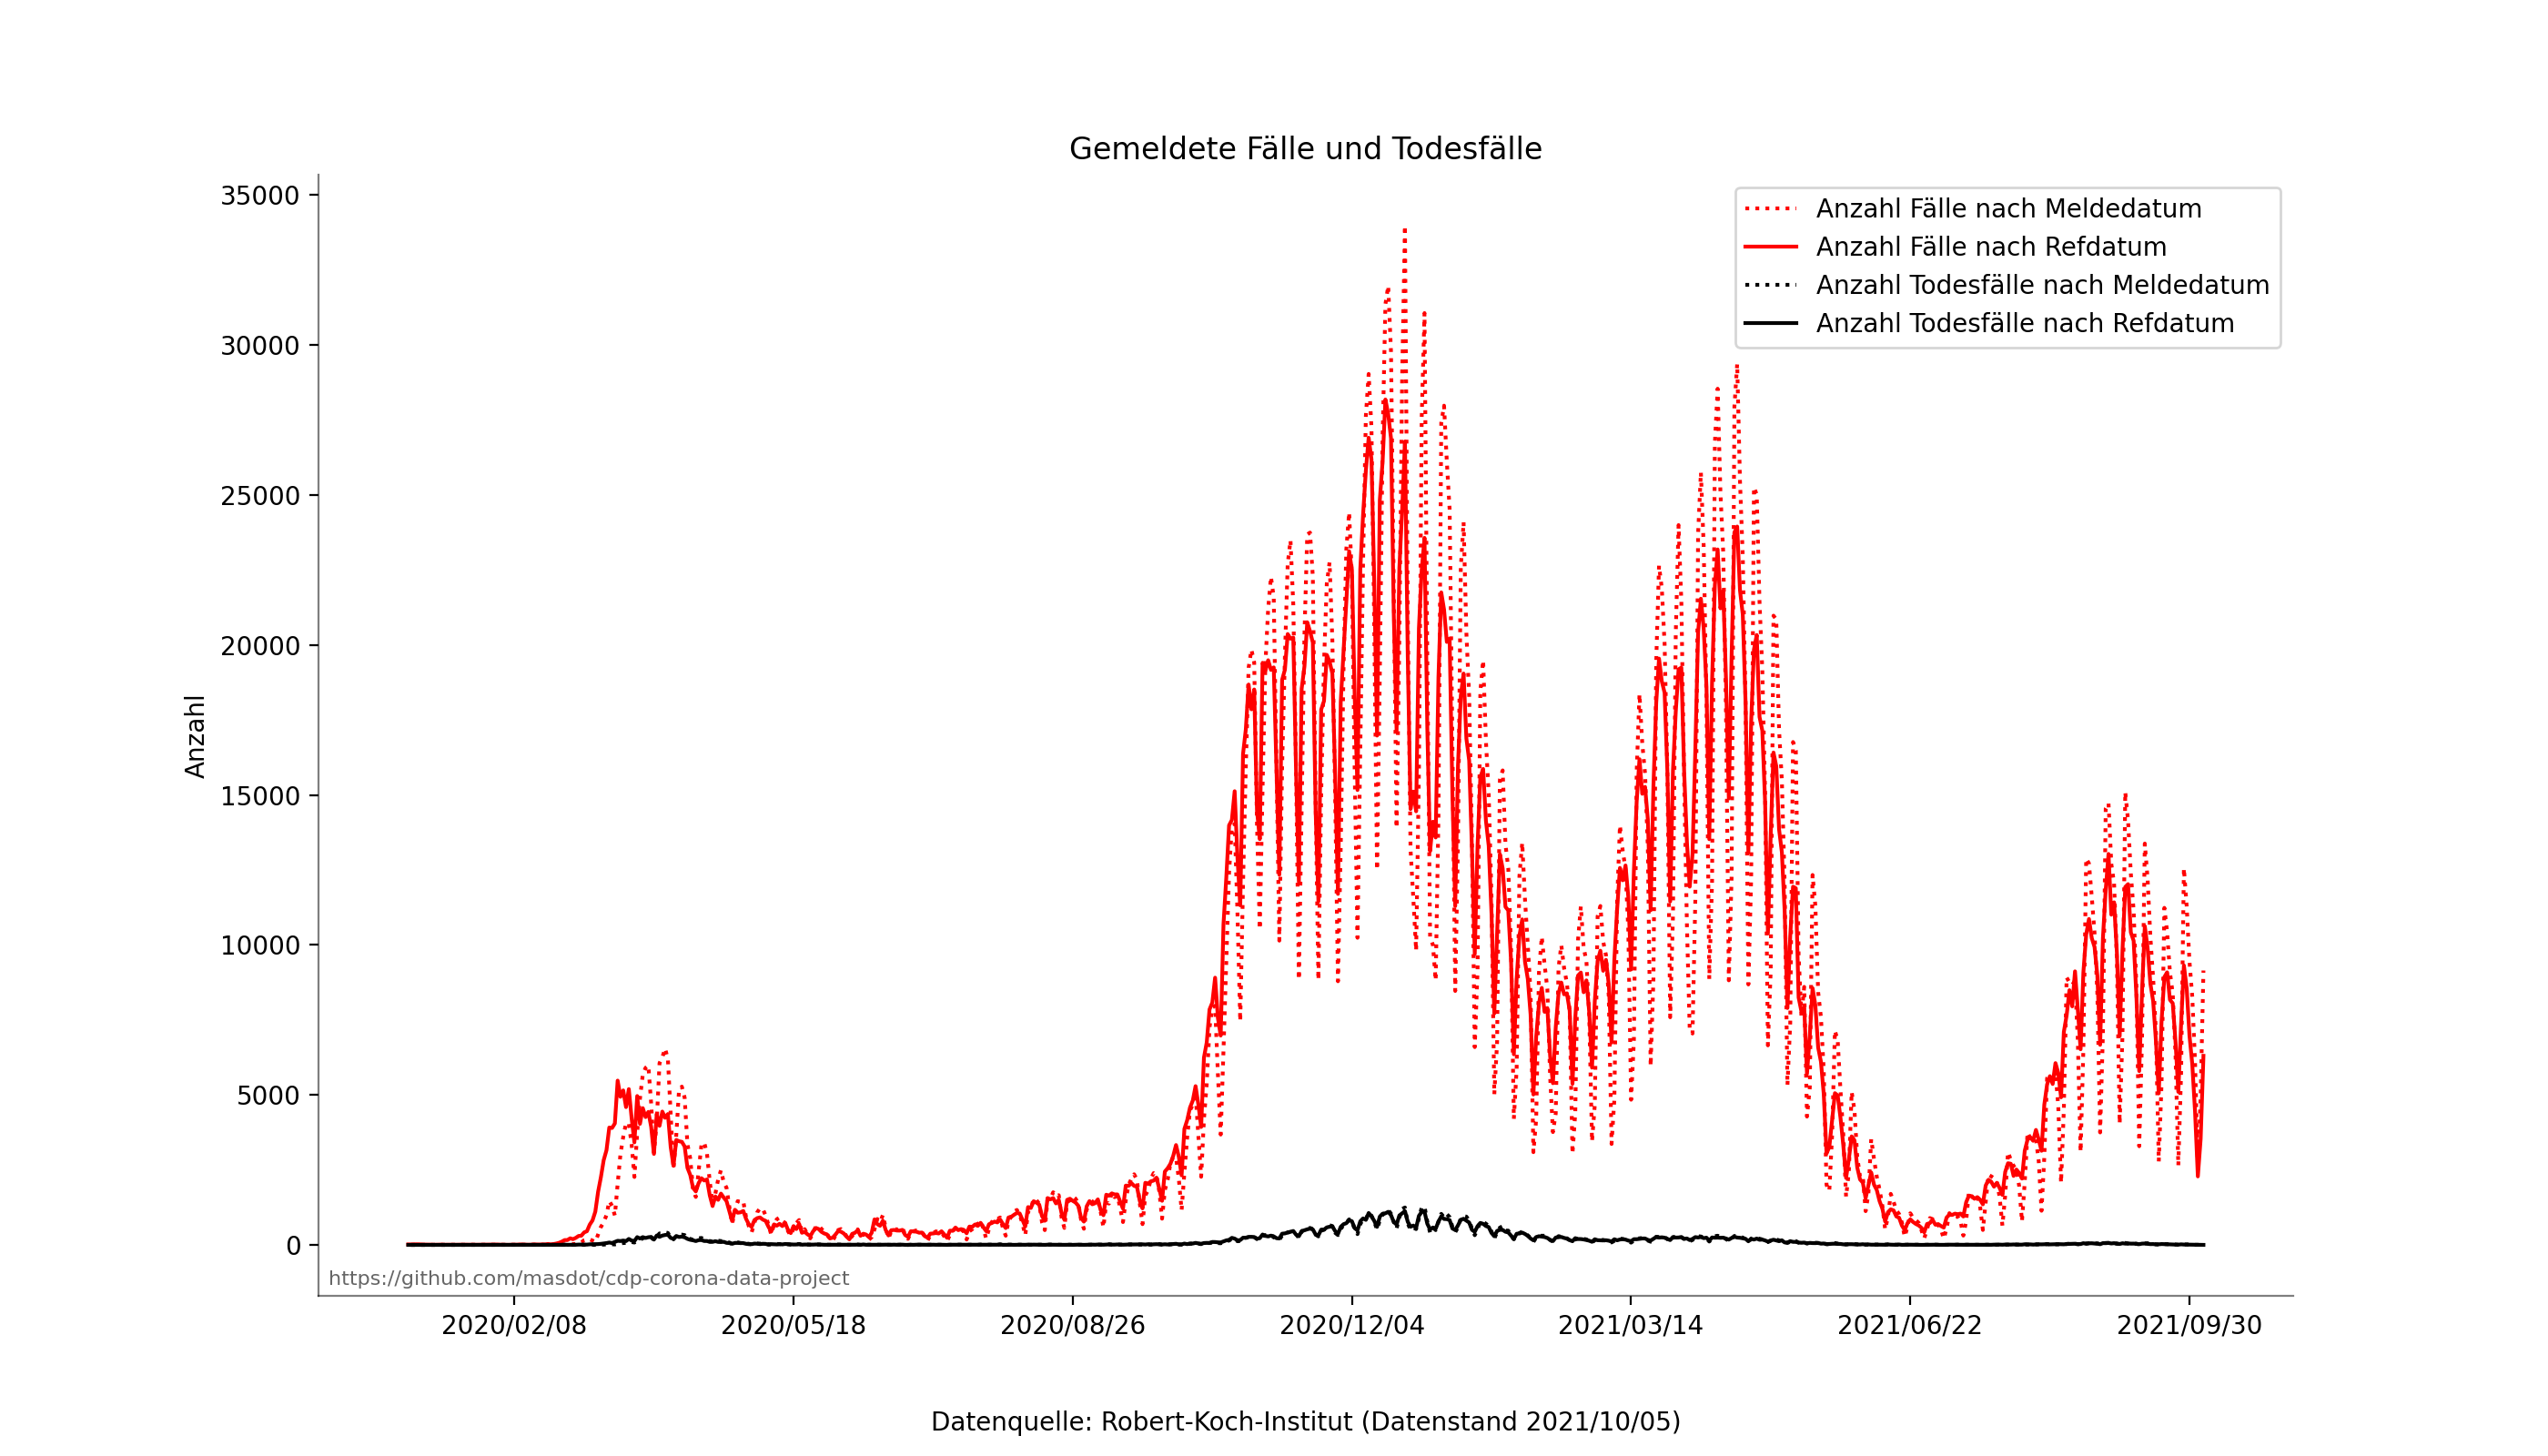 Gemeldete Fälle und Todesfälle
35000
30000
25000
20000
15000
10000
5000
0
Anzahl
Anzahl Fälle nach Meldedatum
Anzahl Fälle nach Refdatum
Anzahl Todesfälle nach Meldedatum
Anzahl Todesfälle nach Refdatum
https://github.com/masdot/cdp-corona-data-project
2020/02/08 2020/05/18 2020/08/26 2020/12/04 2021/03/14 2021/06/22 2021/09/30
Datenquelle: Robert-Koch-Institut (Datenstand 2021/10/05)